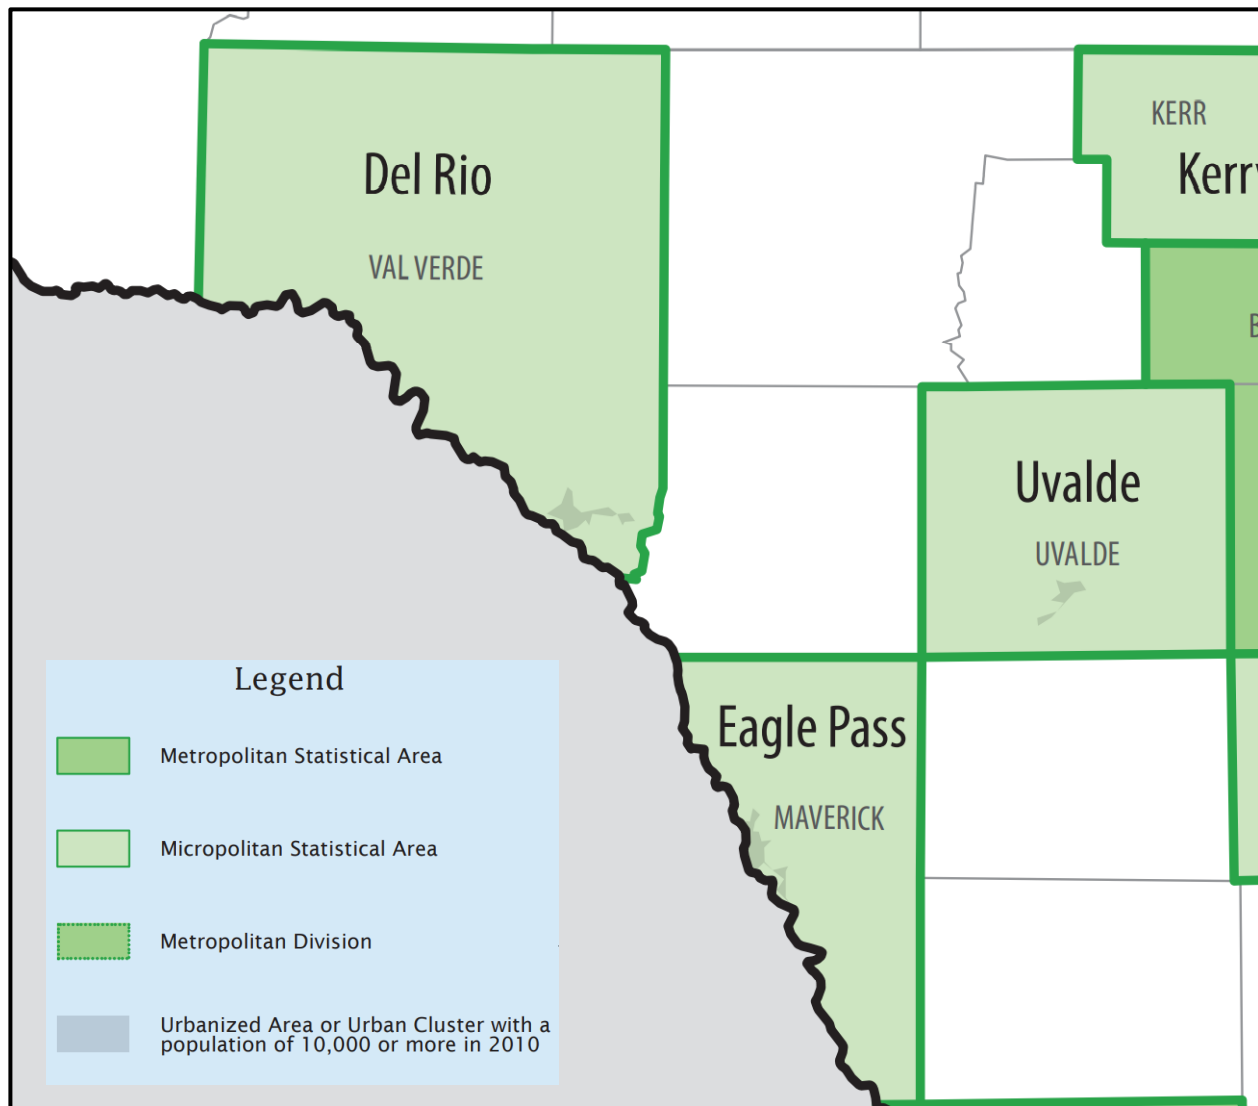 KERR
Del Rio
Kerrv
VAL VERDE
B
Uvalde
UVALDE
Eagle Pass
MAVERICK
Legend
Metropolitan Statistical Area
Micropolitan Statistical Area
Metropolitan Division
Urbanized Area or Urban Cluster with a
population of 10,000 or more in 2010